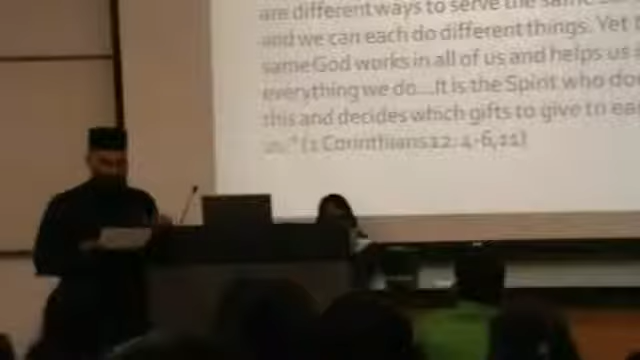 are different ways to serve the same
and we can each do different things. Yet
same God works in all of us and helps us
everything we do....It is the Spirit who
this and decides which gifts to give to
us." (1 Corinthians 12: 4-6,11)